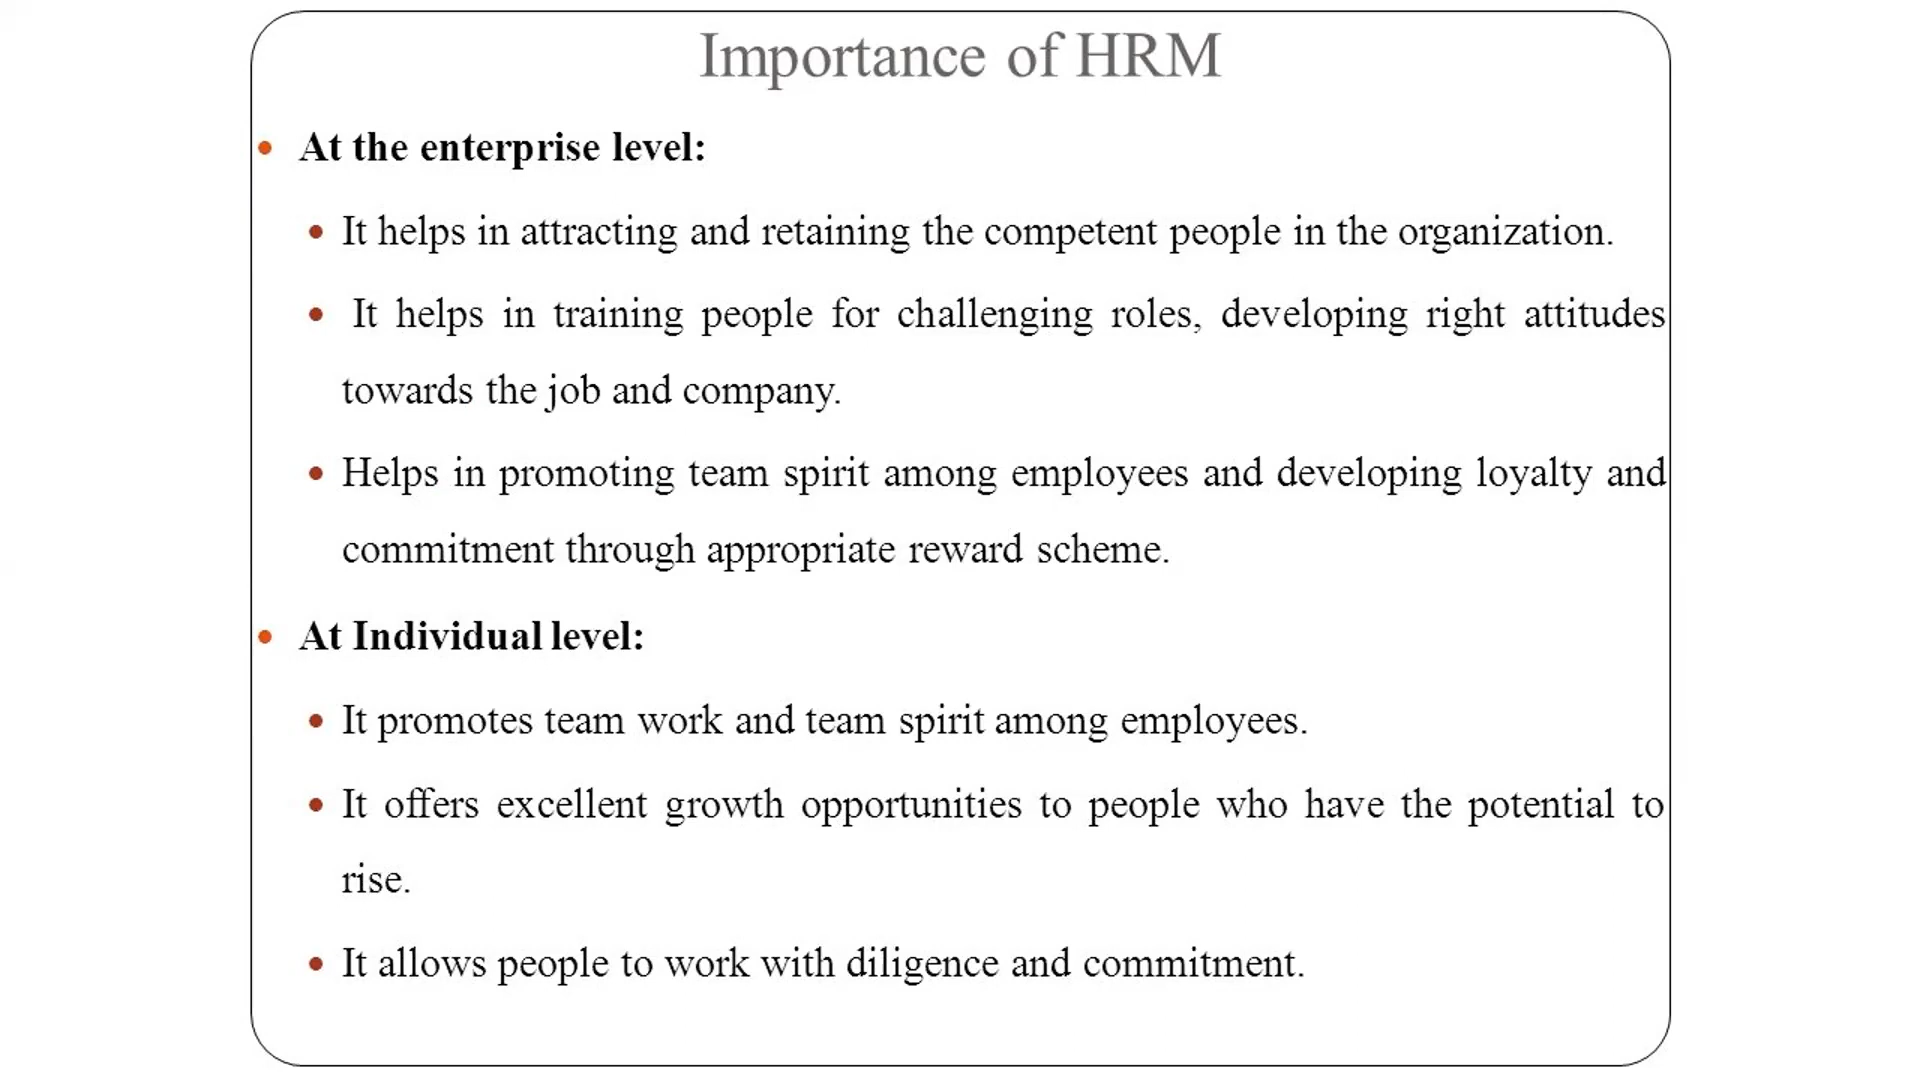 Importance of HRM
• At the enterprise level:
• It helps in attracting and retaining the competent people in the organization.
• It helps in training people for challenging roles, developing right attitudes
towards the job and company.
• Helps in promoting team spirit among employees and developing loyalty and
commitment through appropriate reward scheme.
• At Individual level:
• It promotes team work and team spirit among employees.
• It offers excellent growth opportunities to people who have the potential to
rise.
• It allows people to work with diligence and commitment.